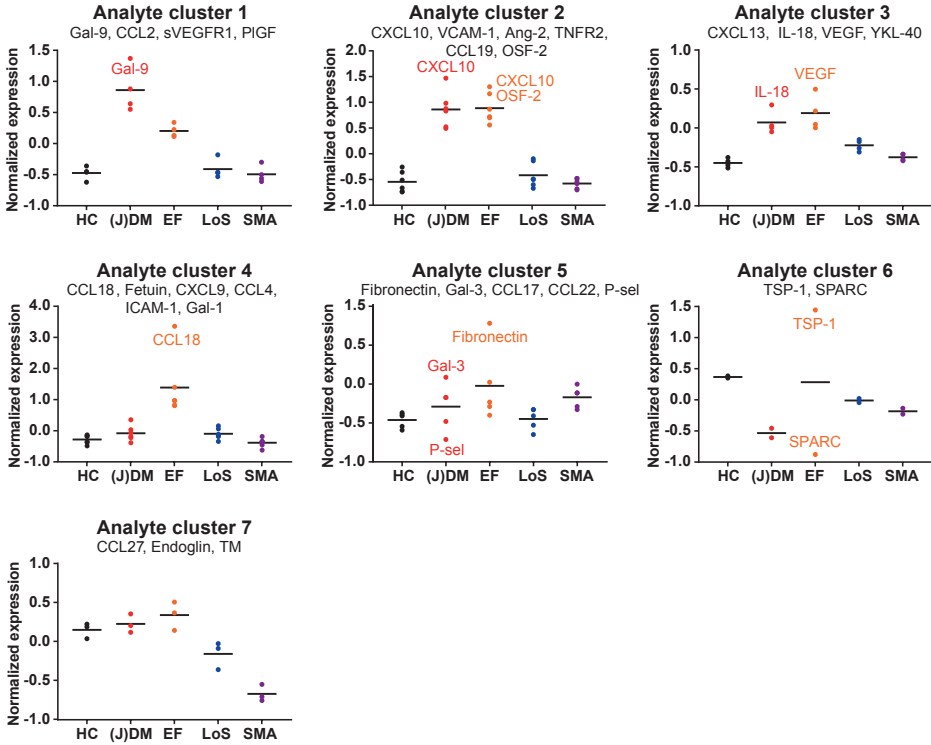 Analyte cluster 1
Gal-9, CCL2, sVEGFR1, PlGF
Normalized expression
1.5
1.0
0.5
0.0
-0.5
-1.0
Gal-9
HC (J)DM EF LoS SMA
Analyte cluster 2
CXCL10, VCAM-1, Ang-2, TNFR2,
CCL19, OSF-2
Normalized expression
2.0
1.5
1.0
0.5
0.0
-0.5
-1.0
CXCL10
CXCL10
OSF-2
HC (J)DM EF LoS SMA
Analyte cluster 3
CXCL13, IL-18, VEGF, YKL-40
Normalized expression
1.0
0.5
0.0
-0.5
-1.0
IL-18
VEGF
HC (J)DM EF LoS SMA
Analyte cluster 4
CCL18, Fetuin, CXCL9, CCL4,
ICAM-1, Gal-1
Normalized expression
4.0
3.0
2.0
1.0
0.0
-1.0
CCL18
HC (J)DM EF LoS SMA
Analyte cluster 5
Fibronectin, Gal-3, CCL17, CCL22, P-sel
Normalized expression
1.0
0.5
0.0
-0.5
-1.0
Fibronectin
Gal-3
P-sel
HC (J)DM EF LoS SMA
Analyte cluster 6
TSP-1, SPARC
Normalized expression
1.5
1.0
0.5
0.0
-0.5
-1.0
TSP-1
SPARC
HC (J)DM EF LoS SMA
Analyte cluster 7
CCL27, Endoglin, TM
Normalized expression
1.0
0.5
0.0
-0.5
-1.0
HC (J)DM EF LoS SMA